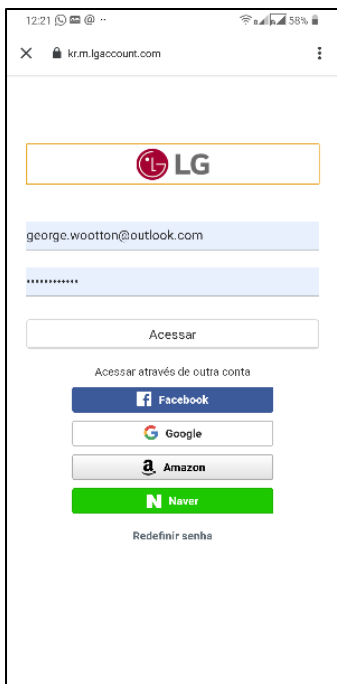 12:21
58%
kr.m.lgaccount.com
LG
george.wootton@outlook.com
••••••••••••
Acessar
Acessar através de outra conta
Facebook
Google
a Amazon
N Naver
Redefinir senha